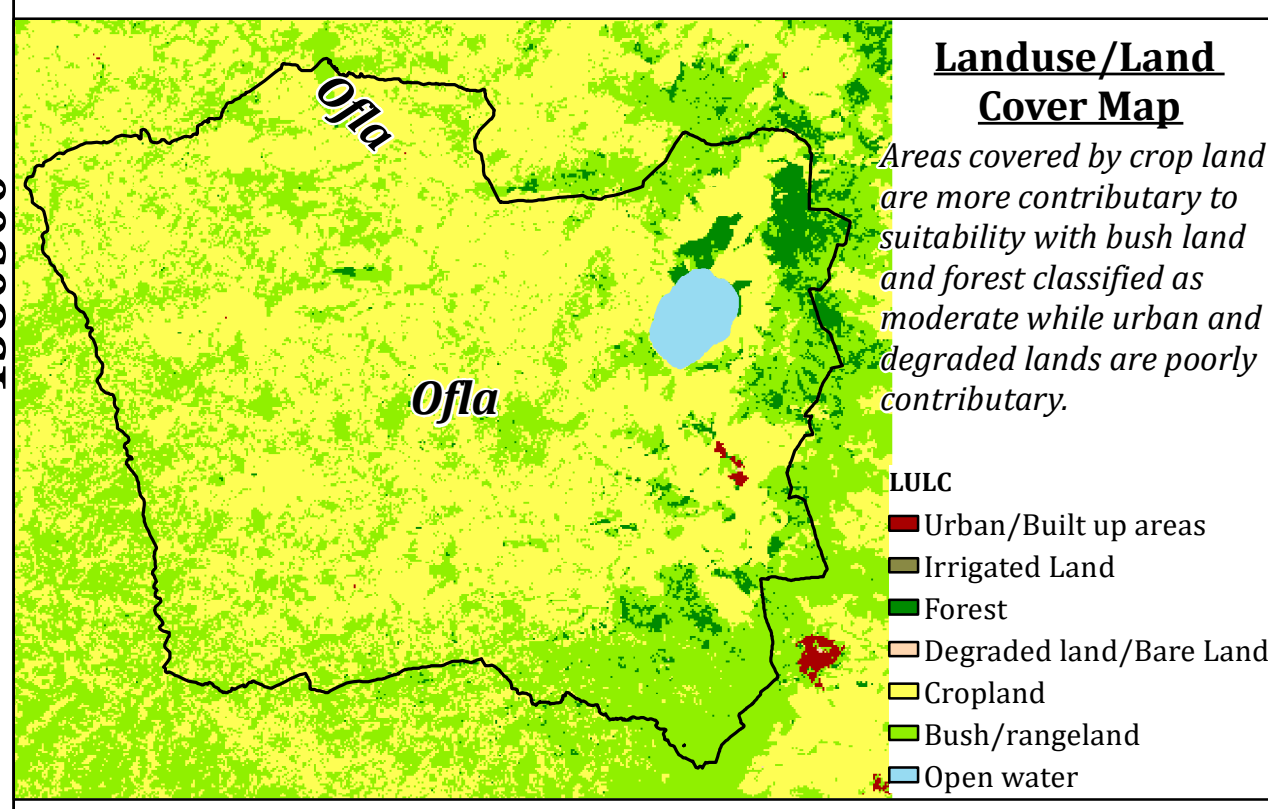 Landuse/Land
Cover Map
Areas covered by crop land
are more contributary to
suitability with bush land
and forest classified as
moderate while urban and
degraded lands are poorly
contributary.
Ofla
Ofla
LULC
Urban/Built up areas
Irrigated Land
Forest
Degraded land/Bare Land
Cropland
Bush/rangeland
Open water